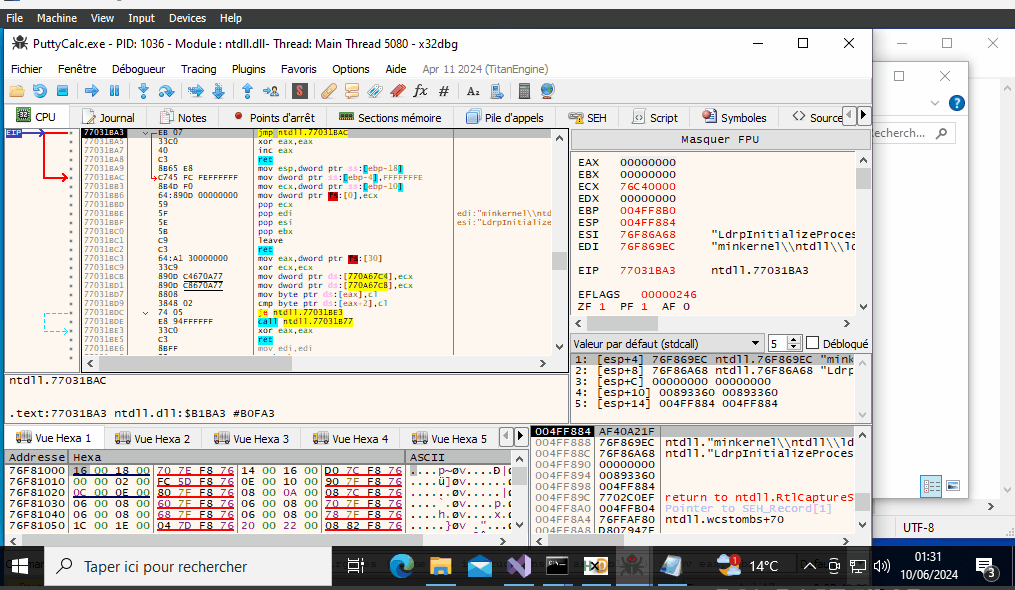 File Machine View Input Devices Help
PuttyCalc.exe - PID: 1036 - Module : ntdll.dll- Thread: Main Thread 5080 - x32dbg
Fichier Fenêtre Débogueur Tracing Plugins Favoris Options Aide Apr 11 2024 (TitanEngine)
CPU Journal Notes Points d'arrêt Sections mémoire Pile d'appels SEH Script Symboles Source
EIP 77031BA3 EB 07 jmp ntdll.77031BAC
77031BA5 33C0 xor eax,eax
77031BA7 40 inc eax
77031BA8 C3 ret
77031BA9 8B65 E8 mov esp,dword ptr ss:[ebp-18]
77031BAC C745 FC FEFFFFFF mov dword ptr ss:[ebp-4],FFFFFFFE
77031BB3 8B4D F0 mov ecx,dword ptr ss:[ebp-10]
77031BB6 64:890D 00000000 mov dword ptr fs:[0],ecx
77031BBD 59 pop ecx
77031BBE 5F pop edi edi:"minkernel\\ntd
77031BBF 5E pop esi esi:"LdrpInitialize
77031BC0 5B pop ebx
77031BC1 C9 leave
77031BC2 C3 ret
77031BC3 64:A1 30000000 mov eax,dword ptr fs:[30]
77031BC9 33C9 xor ecx,ecx
77031BCB 890D C4670A77 mov dword ptr ds:[770A67C4],ecx
77031BD1 890D C8670A77 mov dword ptr ds:[770A67C8],ecx
77031BD7 8808 mov byte ptr ds:[eax],cl
77031BD9 3848 02 cmp byte ptr ds:[eax+2],cl
77031BDC 74 05 je ntdll.77031BE3
77031BDE E8 94FFFFFF call ntdll.77031B77
77031BE3 33C0 xor eax,eax
77031BE5 C3 ret
77031BE6 8BFF mov edi,edi
Masquer FPU
EAX 00000000
EBX 00000000
ECX 76C40000
EDX 00000000
EBP 004FF8B0
ESP 004FF884
ESI 76F86A68 "LdrpInitializeProces
EDI 76F869EC "minkernel\\ntdll\\ld
EIP 77031BA3 ntdll.77031BA3
EFLAGS 00000246
ZF 1 PF 1 AF 0
Valeur par défaut (stdcall) 5 Débloqué
1: [esp+4] 76F869EC ntdll.76F869EC "mink
2: [esp+8] 76F86A68 ntdll.76F86A68 "Ldrp
3: [esp+C] 00000000 00000000
4: [esp+10] 00893360 00893360
5: [esp+14] 004FF884 004FF884
ntdll.77031BAC
.text:77031BA3 ntdll.dll:$B1BA3 #B0FA3
Vue Hexa 1 Vue Hexa 2 Vue Hexa 3 Vue Hexa 4 Vue Hexa 5
Addresse Hexa ASCII
76F81000 16 00 18 00 70 7E F8 76 14 00 16 00 D0 7C F8 76 ....p~øv....Ð|
76F81010 00 00 02 00 FC 5D F8 76 0E 00 10 00 90 7F F8 76 ....ü]øv......
76F81020 0C 00 0E 00 80 7F F8 76 08 00 0A 00 08 7C F8 76
76F81030 06 00 08 00 60 7F F8 76 06 00 08 00 70 7F F8 76
76F81040 06 00 08 00 68 7F F8 76 06 00 08 00 78 7F F8 76 ....h.øv....x.
76F81050 1C 00 1E 00 04 7D F8 76 20 00 22 00 08 82 F8 76
004FF884 AF40A21F
004FF888 76F869EC ntdll."minkernel\\ntdll\\ld
004FF88C 76F86A68 ntdll."LdrpInitializeProces
004FF890 00000000
004FF894 00893360
004FF898 004FF884
004FF89C 7702C0EF return to ntdll.RtlCaptureS
004FF8A0 004FFB04 Pointer to SEH_Record[1]
004FF8A4 76FFAF80 ntdll.wcstombs+70
004FF8A8 D807947F
echerch...
UTF-8
Taper ici pour rechercher
1
14°C
01:31
10/06/2024
3